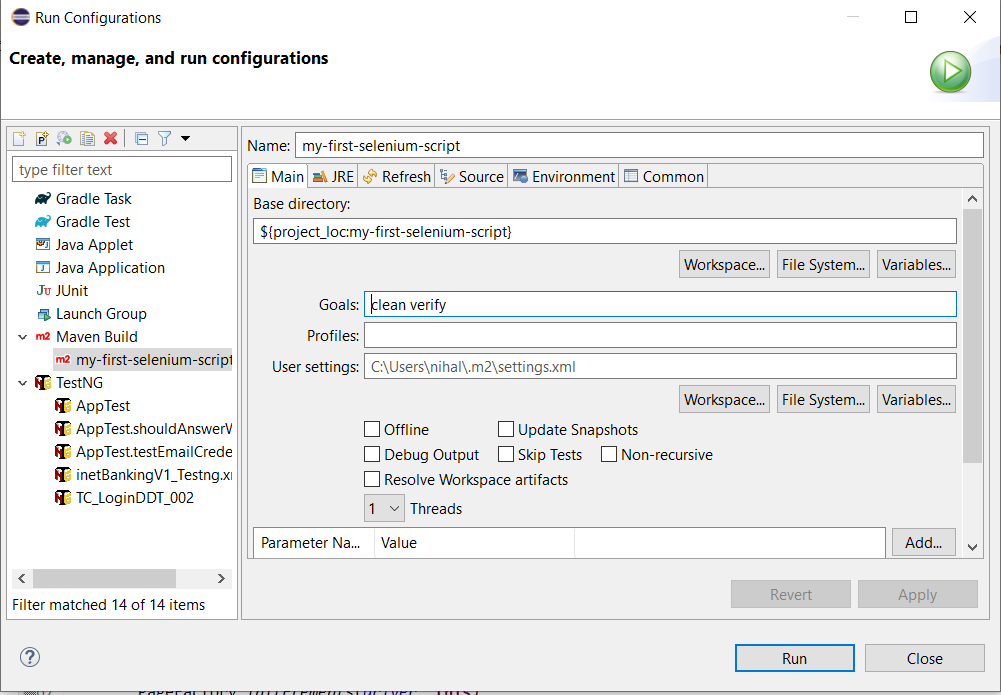 Run Configurations
Create, manage, and run configurations
type filter text
Gradle Task
Gradle Test
Java Applet
Java Application
Ju JUnit
Launch Group
m2 Maven Build
m2 my-first-selenium-script
TestNG
AppTest
AppTest.shouldAnswerW
AppTest.testEmailCrede
inetBankingV1_Testng.x
TC_LoginDDT_002
Filter matched 14 of 14 items
Name: my-first-selenium-script
Main JRE Refresh Source Environment Common
Base directory:
${project_loc:my-first-selenium-script}
Workspace... File System... Variables...
Goals: clean verify
Profiles:
User settings: C:\Users\nihal\.m2\settings.xml
Workspace... File System... Variables...
Offline Update Snapshots
Debug Output Skip Tests Non-recursive
Resolve Workspace artifacts
1 Threads
Parameter Na... Value Add...
Revert Apply
Run Close